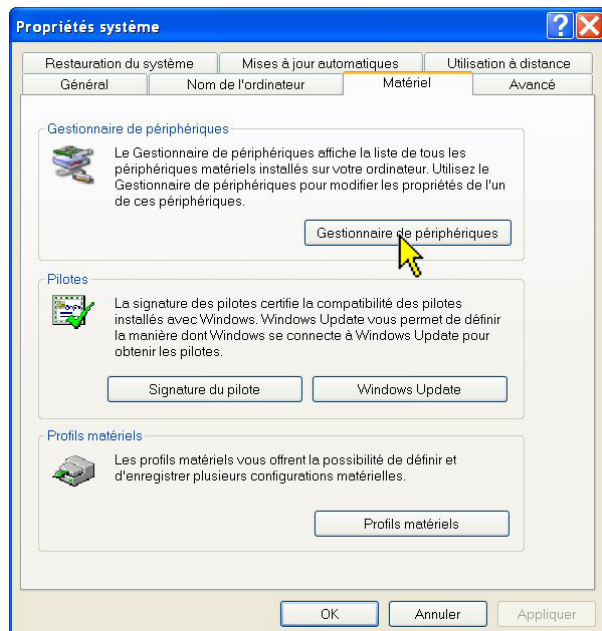 Propriétés système
Restauration du système Mises à jour automatiques Utilisation à distance
Général Nom de l'ordinateur Matériel Avancé
Gestionnaire de périphériques
Le Gestionnaire de périphériques affiche la liste de tous les
périphériques matériels installés sur votre ordinateur. Utilisez le
Gestionnaire de périphériques pour modifier les propriétés de l'un
de ces périphériques.
Gestionnaire de périphériques
Pilotes
La signature des pilotes certifie la compatibilité des pilotes
installés avec Windows. Windows Update vous permet de définir
la manière dont Windows se connecte à Windows Update pour
obtenir les pilotes.
Signature du pilote Windows Update
Profils matériels
Les profils matériels vous offrent la possibilité de définir et
d'enregistrer plusieurs configurations matérielles.
Profils matériels
OK Annuler Appliquer